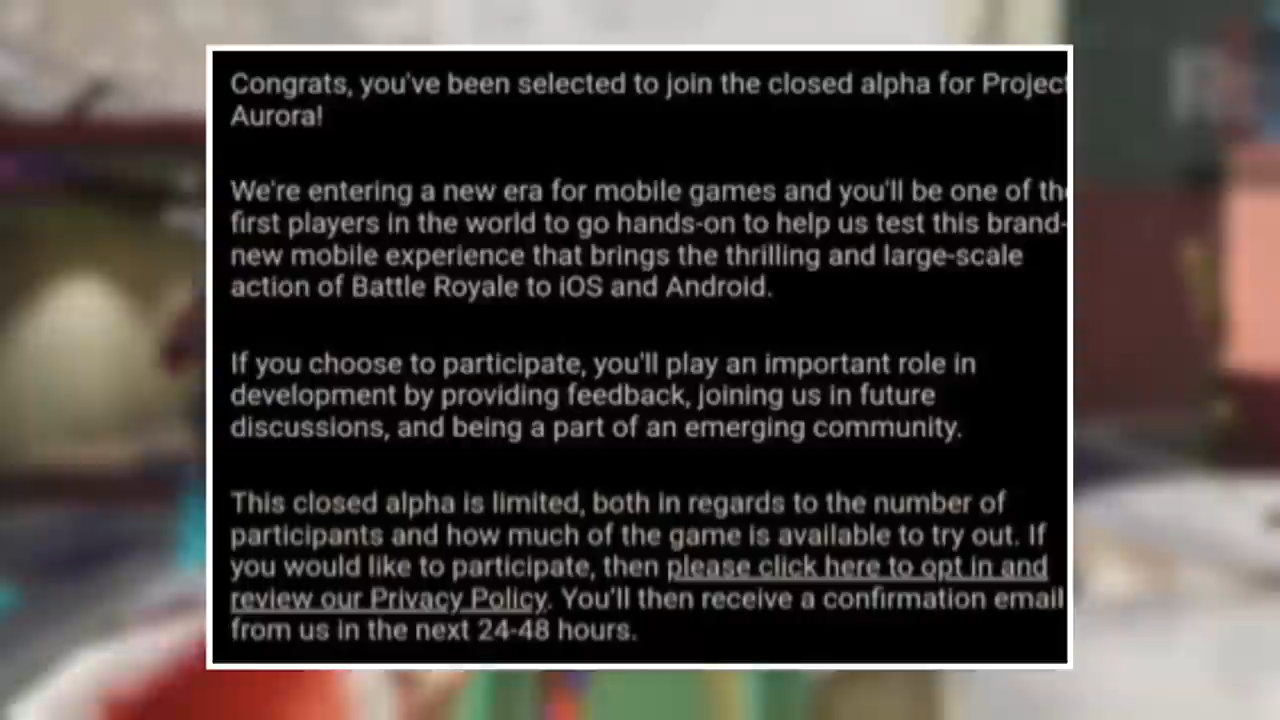 Congrats, you've been selected to join the closed alpha for Project
Aurora!
We're entering a new era for mobile games and you'll be one of the
first players in the world to go hands-on to help us test this brand-
new mobile experience that brings the thrilling and large-scale
action of Battle Royale to iOS and Android.
If you choose to participate, you'll play an important role in
development by providing feedback, joining us in future
discussions, and being a part of an emerging community.
This closed alpha is limited, both in regards to the number of
participants and how much of the game is available to try out. If
you would like to participate, then please click here to opt in and
review our Privacy Policy. You'll then receive a confirmation email
from us in the next 24-48 hours.